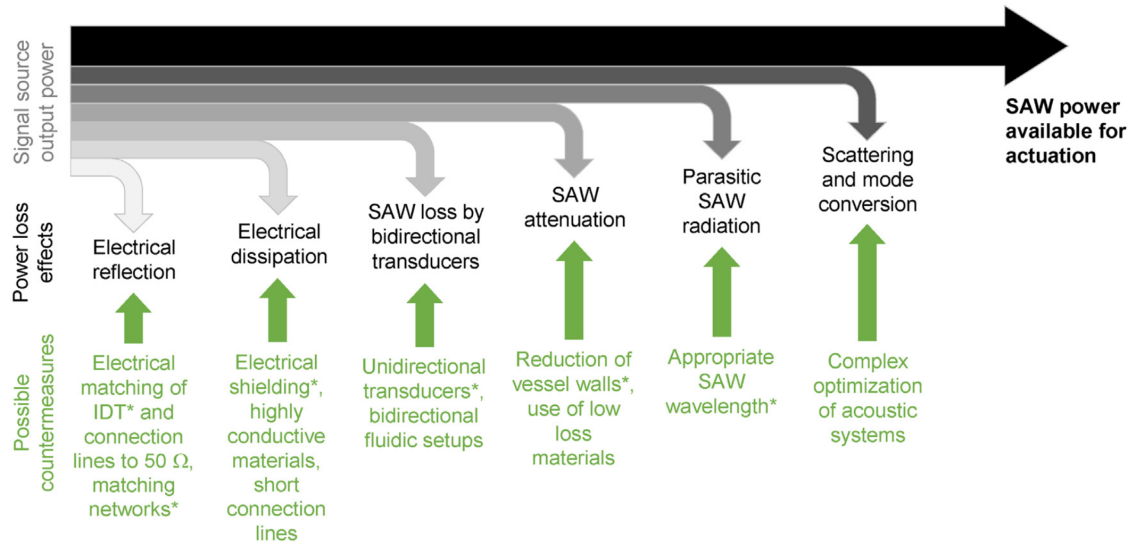 Signal source
output power
SAW power
available for
actuation
Power loss
effects
Electrical
reflection
Electrical
dissipation
SAW loss by
bidirectional
transducers
SAW
attenuation
Parasitic
SAW
radiation
Scattering
and mode
conversion
Possible
countermeasures
Electrical
matching of
IDT* and
connection
lines to 50 Ω,
matching
networks*
Electrical
shielding*,
highly
conductive
materials,
short
connection
lines
Unidirectional
transducers*,
bidirectional
fluidic setups
Reduction of
vessel walls*,
use of low
loss
materials
Appropriate
SAW
wavelength*
Complex
optimization
of acoustic
systems